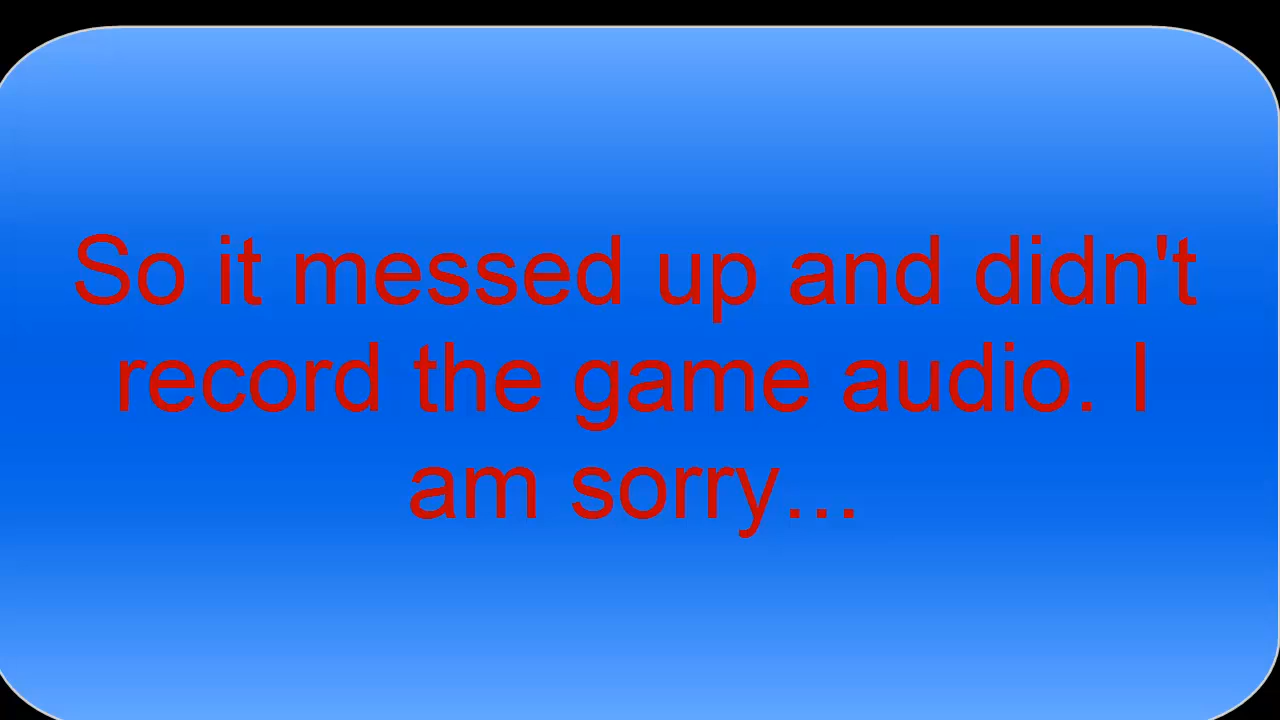 So it messed up and didn't
record the game audio. I
am sorry...